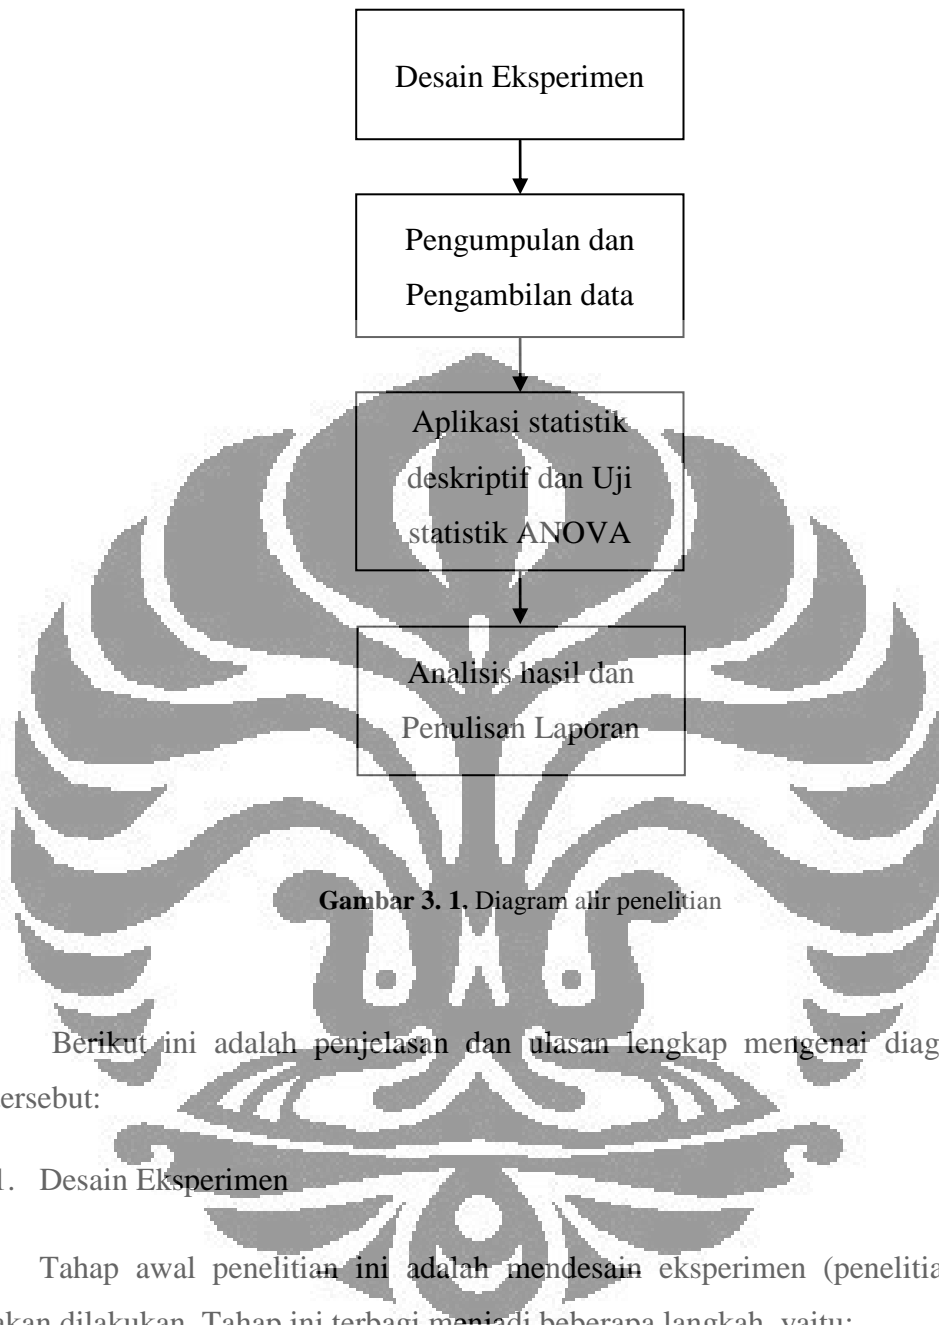 Desain Eksperimen
Pengumpulan dan
Pengambilan data
Aplikasi statistik
deskriptif dan Uji
statistik ANOVA
Analisis hasil dan
Penulisan Laporan
Gambar 3. 1. Diagram alir penelitian
Berikut ini adalah penjelasan dan ulasan lengkap mengenai diag
ersebut:
1. Desain Eksperimen
Tahap awal penelitian ini adalah mendesain eksperimen (penelitia
akan dilakukan. Tahap ini terbagi menjadi beberapa langkah, yaitu: